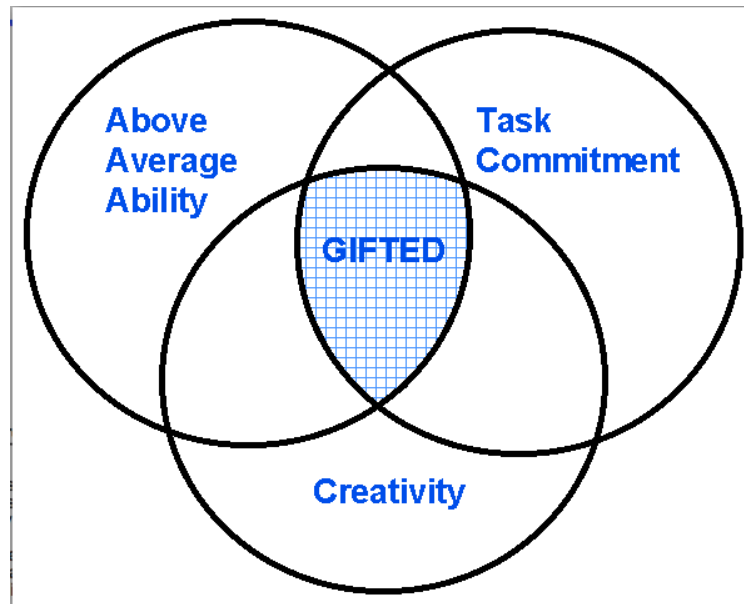 Above
Average
Ability
Task
Commitment
GIFTED
Creativity